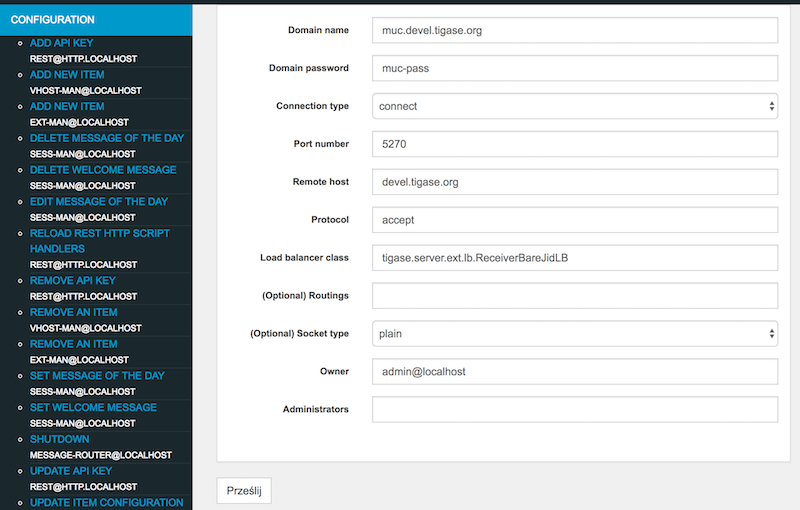 CONFIGURATION
ADD API KEY
REST@HTTP.LOCALHOST
ADD NEW ITEM
VHOST-MAN@LOCALHOST
ADD NEW ITEM
EXT-MAN@LOCALHOST
DELETE MESSAGE OF THE DAY
SESS-MAN@LOCALHOST
DELETE WELCOME MESSAGE
SESS-MAN@LOCALHOST
EDIT MESSAGE OF THE DAY
SESS-MAN@LOCALHOST
RELOAD REST HTTP SCRIPT
HANDLERS
REST@HTTP.LOCALHOST
REMOVE API KEY
REST@HTTP.LOCALHOST
REMOVE AN ITEM
VHOST-MAN@LOCALHOST
REMOVE AN ITEM
EXT-MAN@LOCALHOST
SET MESSAGE OF THE DAY
SESS-MAN@LOCALHOST
SET WELCOME MESSAGE
SESS-MAN@LOCALHOST
SHUTDOWN
MESSAGE-ROUTER@LOCALHOST
UPDATE API KEY
REST@HTTP.LOCALHOST
UPDATE ITEM CONFIGURATION
Domain name muc.devel.tigase.org
Domain password muc-pass
Connection type connect
Port number 5270
Remote host devel.tigase.org
Protocol accept
Load balancer class tigase.server.ext.lb.ReceiverBareJidLB
(Optional) Routings
(Optional) Socket type plain
Owner admin@localhost
Administrators
Prześlij